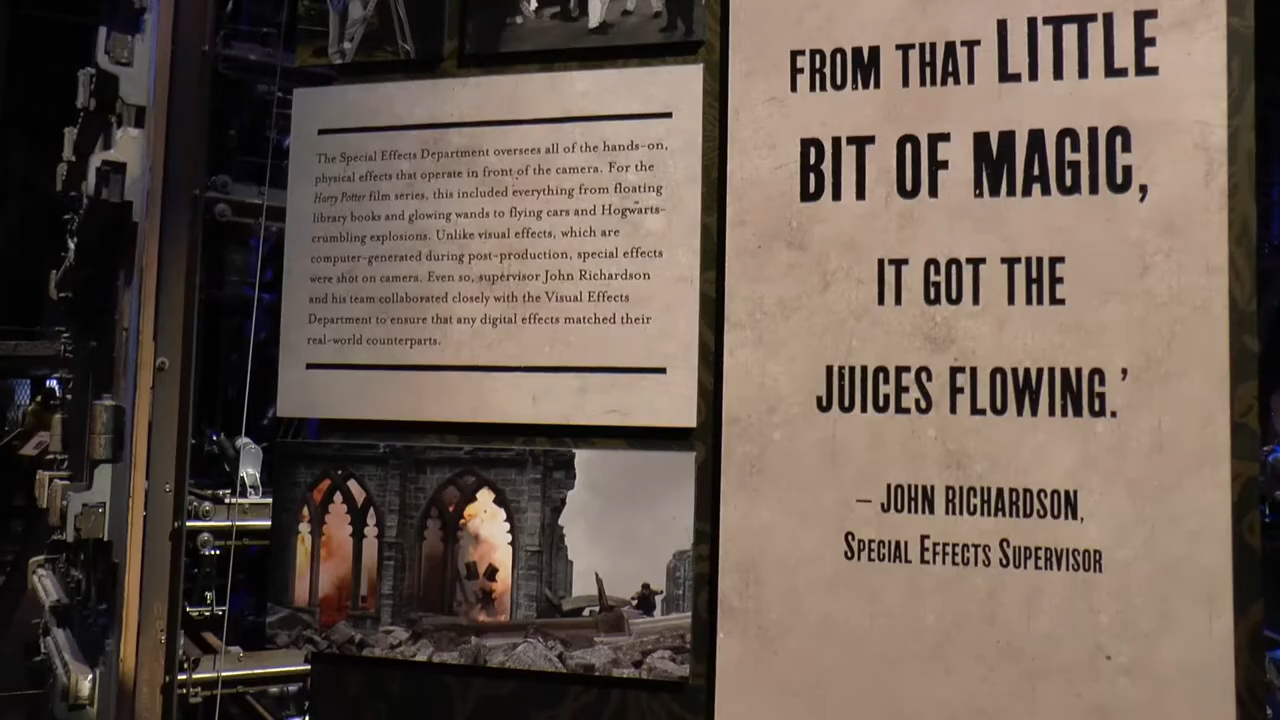 The Special Effects Department oversees all of the hands-on,
physical effects that operate in front of the camera. For the
Harry Potter film series, this included everything from floating
library books and glowing wands to flying cars and Hogwarts-
crumbling explosions. Unlike visual effects, which are
computer-generated during post-production, special effects
were shot on camera. Even so, supervisor John Richardson
and his team collaborated closely with the Visual Effects
Department to ensure that any digital effects matched their
real-world counterparts.
FROM THAT LITTLE
BIT OF MAGIC,
IT GOT THE
JUICES FLOWING.’
– JOHN RICHARDSON,
SPECIAL EFFECTS SUPERVISOR